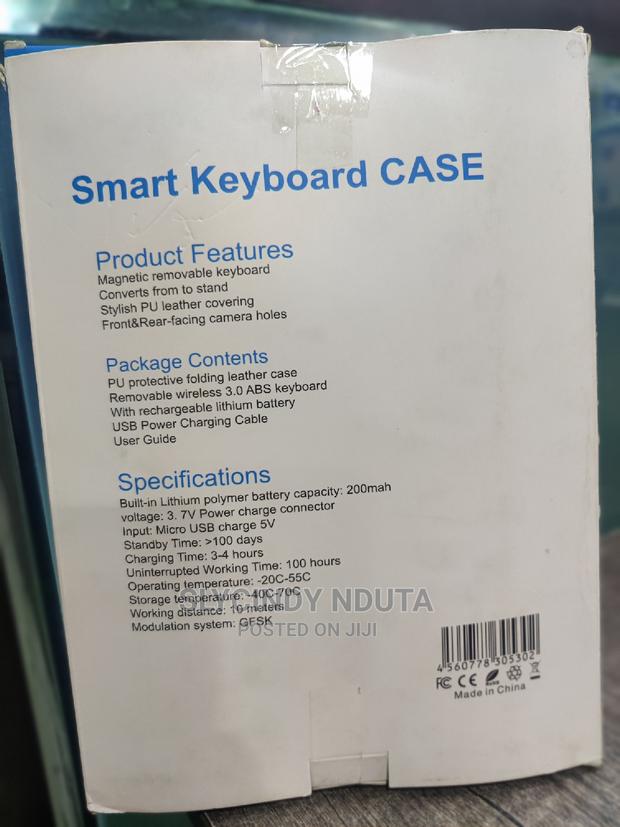 Smart Keyboard CASE
Product Features
Magnetic removable keyboard
Converts from to stand
Stylish PU leather covering
Front&Rear-facing camera holes
Package Contents
PU protective folding leather case
Removable wireless 3.0 ABS keyboard
With rechargeable lithium battery
USB Power Charging Cable
User Guide
Specifications
Built-in Lithium polymer battery capacity: 200mah
voltage: 3. 7V Power charge connector
Input: Micro USB charge 5V
Standby Time: >100 days
Charging Time: 3-4 hours
Uninterrupted Working Time: 100 hours
Operating temperature: -20C-55C
Storage temperature: -40C-70C
Working distance: 10 meters
Modulation system: GFSK
SLYCINDY NDUTA
POSTED ON JIJI
4 560778 305302
FC CE
Made in China